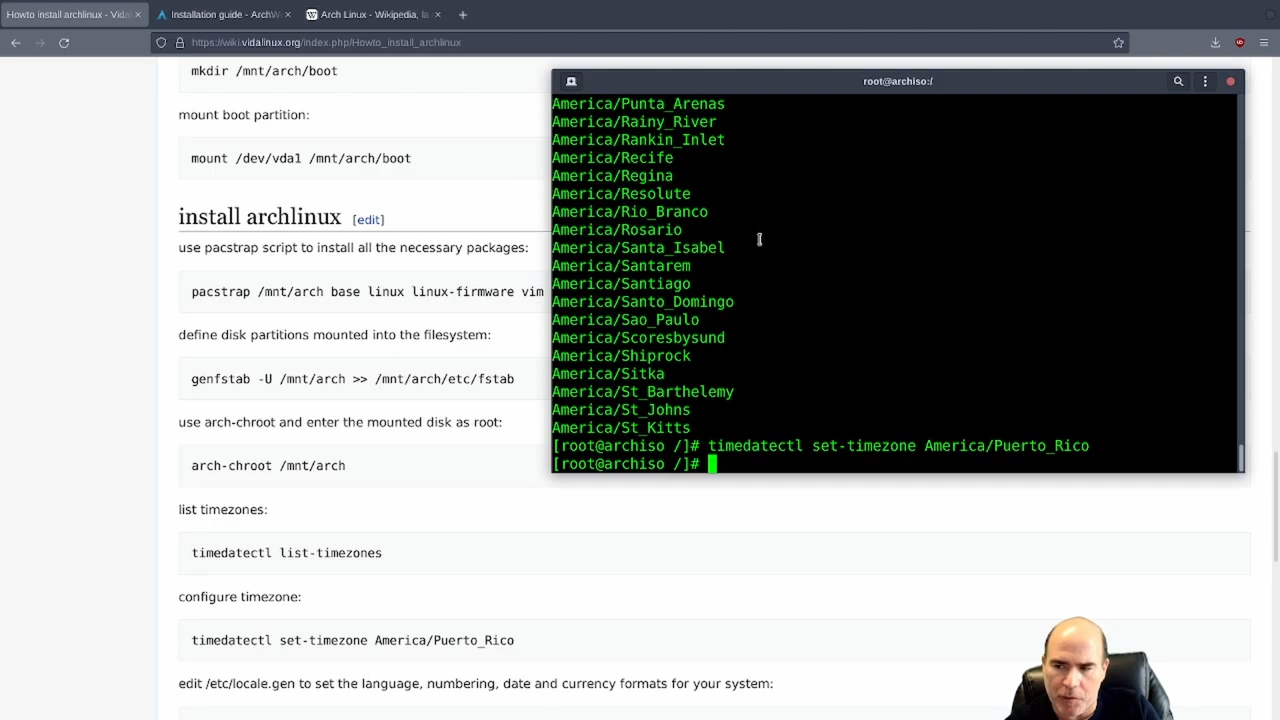 Howto install archlinux - Vidal
Installation guide - ArchW
Arch Linux - Wikipedia, la
https://wiki.vidalinux.org/index.php/Howto_install_archlinux
mkdir /mnt/arch/boot
mount boot partition:
mount /dev/vda1 /mnt/arch/boot
install archlinux [edit]
use pacstrap script to install all the necessary packages:
pacstrap /mnt/arch base linux linux-firmware vim
define disk partitions mounted into the filesystem:
genfstab -U /mnt/arch >> /mnt/arch/etc/fstab
use arch-chroot and enter the mounted disk as root:
arch-chroot /mnt/arch
list timezones:
timedatectl list-timezones
configure timezone:
timedatectl set-timezone America/Puerto_Rico
edit /etc/locale.gen to set the language, numbering, date and currency formats for your system:
root@archiso:/
America/Punta_Arenas
America/Rainy_River
America/Rankin_Inlet
America/Recife
America/Regina
America/Resolute
America/Rio_Branco
America/Rosario
America/Santa_Isabel
America/Santarem
America/Santiago
America/Santo_Domingo
America/Sao_Paulo
America/Scoresbysund
America/Shiprock
America/Sitka
America/St_Barthelemy
America/St_Johns
America/St_Kitts
[root@archiso /]# timedatectl set-timezone America/Puerto_Rico
[root@archiso /]#